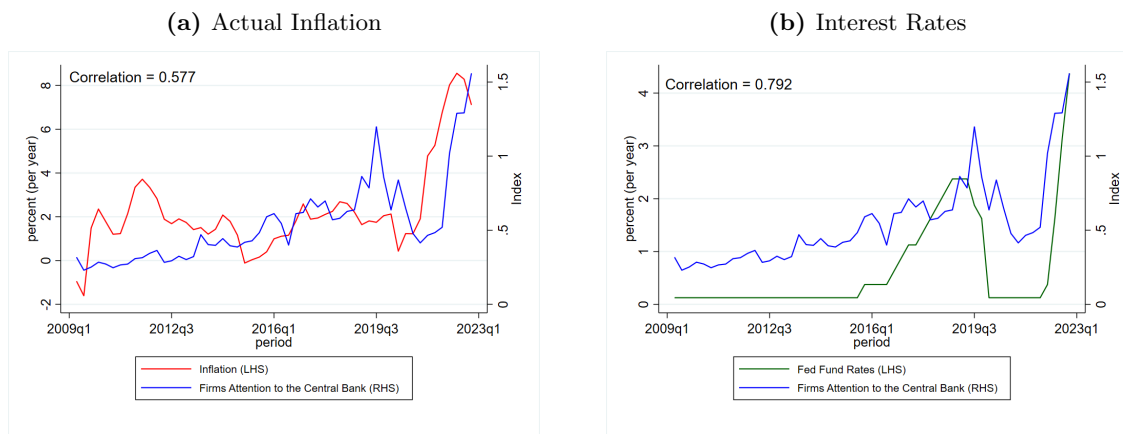 (a) Actual Inflation
Correlation = 0.577
percent (per year)
8
6
4
2
0
-2
Index
1.5
1
.5
0
2009q1 2012q3 2016q1 2019q3 2023q1
period
Inflation (LHS)
Firms Attention to the Central Bank (RHS)
(b) Interest Rates
Correlation = 0.792
percent (per year)
4
3
2
1
0
Index
1.5
1
.5
0
2009q1 2012q3 2016q1 2019q3 2023q1
period
Fed Fund Rates (LHS)
Firms Attention to the Central Bank (RHS)